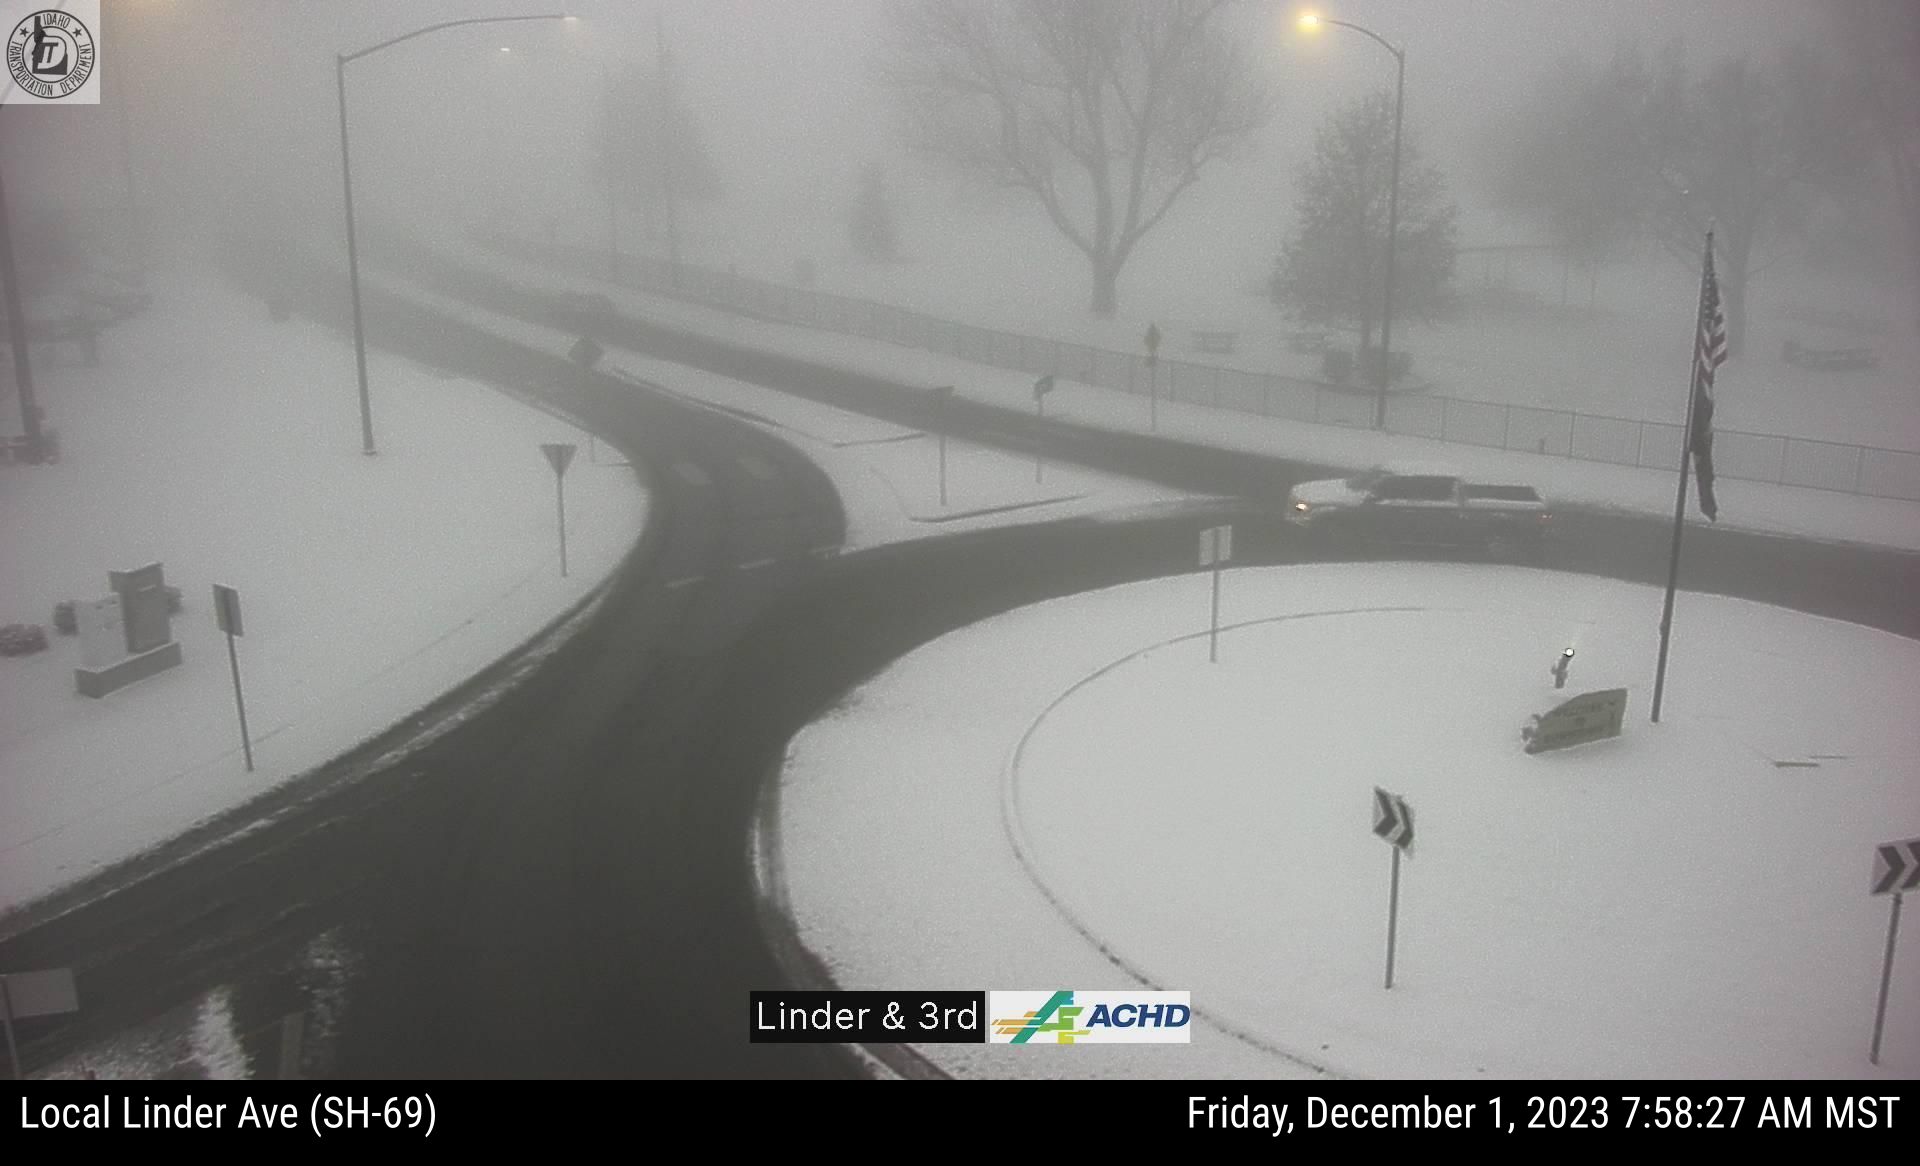 IDAHO
TRANSPORTATION DEPARTMENT
Linder & 3rd
ACHD
Local Linder Ave (SH-69)
Friday, December 1, 2023 7:58:27 AM MST